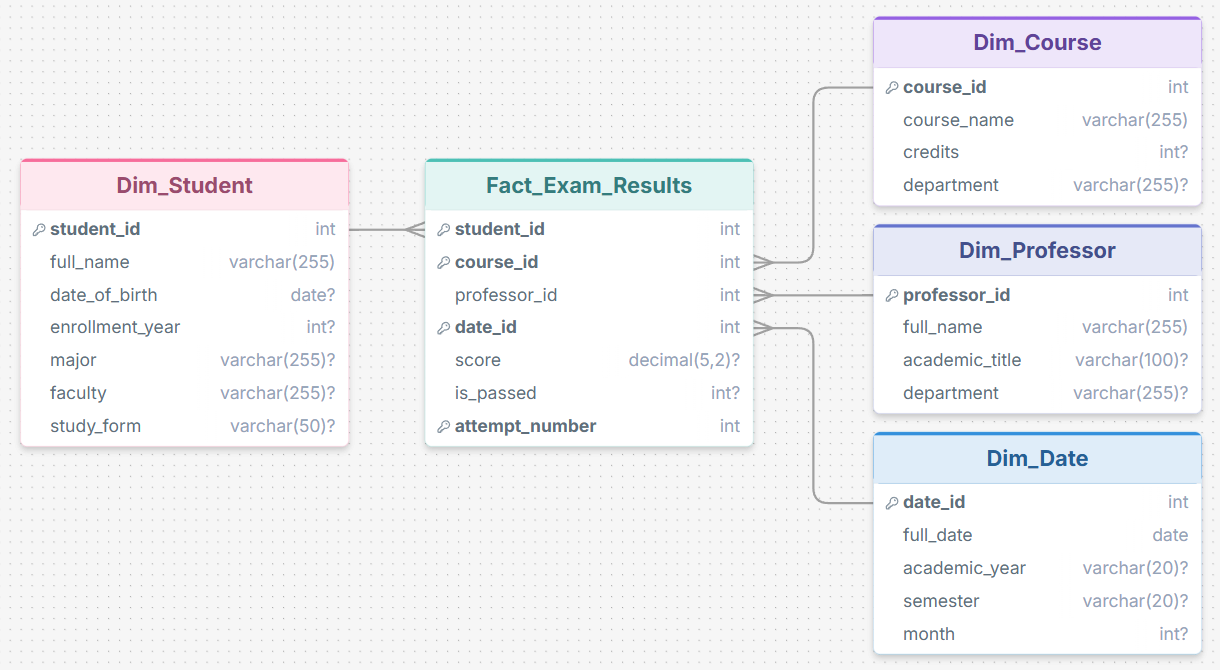 Dim_Student
student_id int
full_name varchar(255)
date_of_birth date?
enrollment_year int?
major varchar(255)?
faculty varchar(255)?
study_form varchar(50)?
Fact_Exam_Results
student_id int
course_id int
professor_id int
date_id int
score decimal(5,2)?
is_passed int?
attempt_number int
Dim_Course
course_id int
course_name varchar(255)
credits int?
department varchar(255)?
Dim_Professor
professor_id int
full_name varchar(255)
academic_title varchar(100)?
department varchar(255)?
Dim_Date
date_id int
full_date date
academic_year varchar(20)?
semester varchar(20)?
month int?